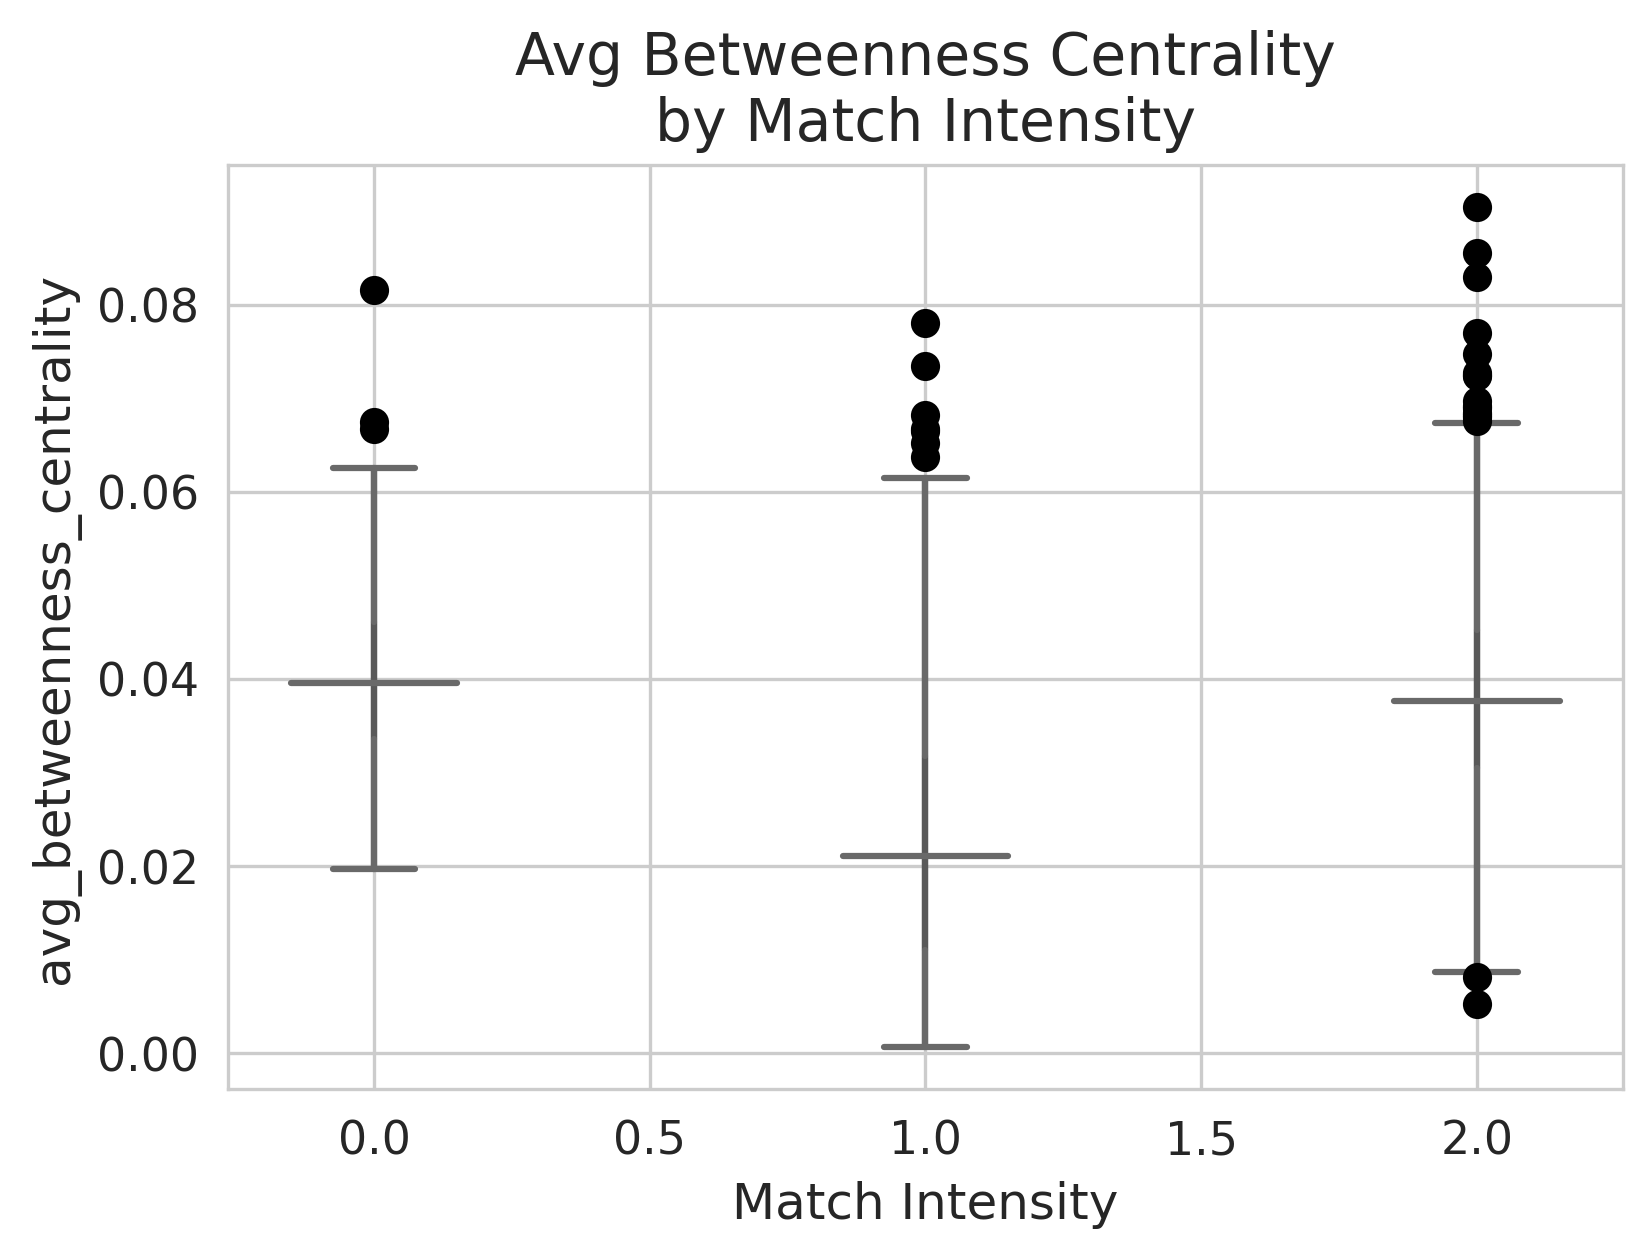 Avg Betweenness Centrality
by Match Intensity
avg_betweenness_centrality
0.08
0.06
0.04
0.02
0.00
0.0 0.5 1.0 1.5 2.0
Match Intensity